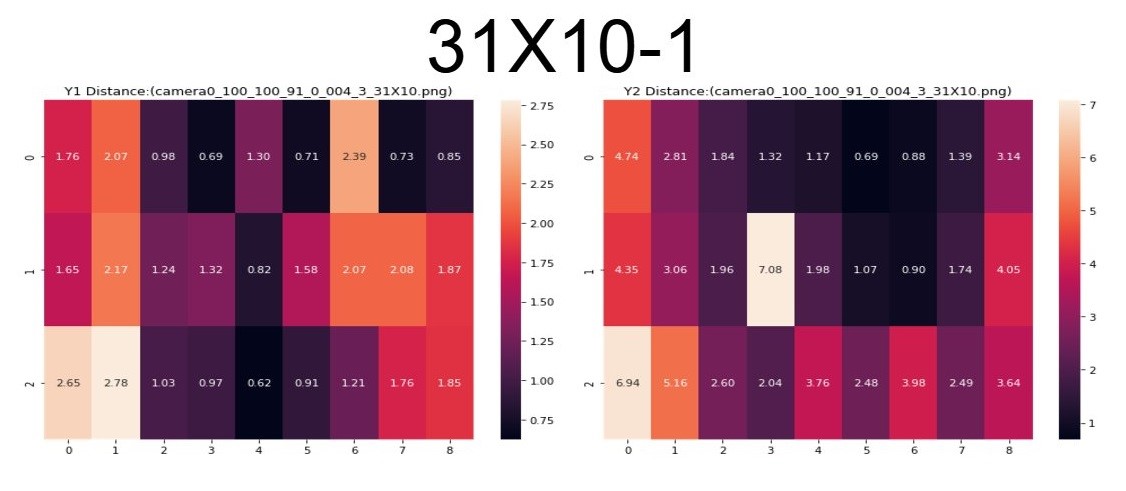 31X10-1
Y1 Distance:(camera0_100_100_91_0_004_3_31X10.png)
0 1.76 2.07 0.98 0.69 1.30 0.71 2.39 0.73 0.85
1 1.65 2.17 1.24 1.32 0.82 1.58 2.07 2.08 1.87
2 2.65 2.78 1.03 0.97 0.62 0.91 1.21 1.76 1.85
0 1 2 3 4 5 6 7 8
2.75
2.50
2.25
2.00
1.75
1.50
1.25
1.00
0.75
Y2 Distance:(camera0_100_100_91_0_004_3_31X10.png)
0 4.74 2.81 1.84 1.32 1.17 0.69 0.88 1.39 3.14
1 4.35 3.06 1.96 7.08 1.98 1.07 0.90 1.74 4.05
2 6.94 5.16 2.60 2.04 3.76 2.48 3.98 2.49 3.64
0 1 2 3 4 5 6 7 8
7
6
5
4
3
2
1